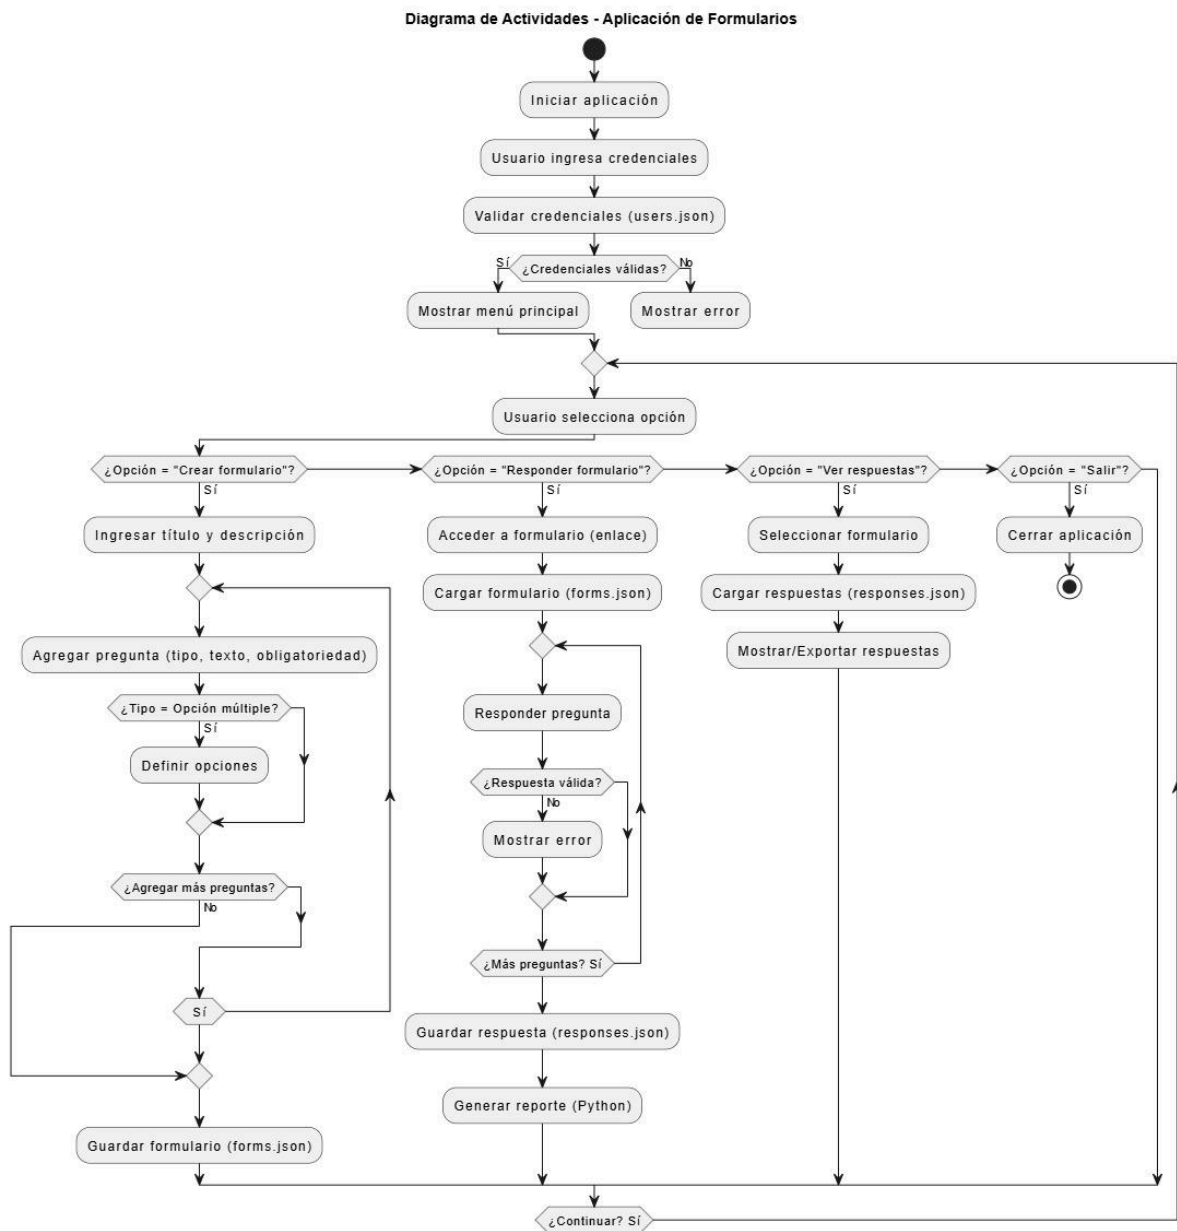 Diagrama de Actividades - Aplicación de Formularios
Iniciar aplicación
Usuario ingresa credenciales
Validar credenciales (users.json)
Sí
¿Credenciales válidas?
No
Mostrar menú principal
Mostrar error
Usuario selecciona opción
¿Opción = "Crear formulario"?
Sí
¿Opción = "Responder formulario"?
Sí
¿Opción = "Ver respuestas"?
Sí
¿Opción = "Salir"?
Sí
Ingresar título y descripción
Acceder a formulario (enlace)
Seleccionar formulario
Cerrar aplicación
Cargar formulario (forms.json)
Cargar respuestas (responses.json)
Agregar pregunta (tipo, texto, obligatoriedad)
Mostrar/Exportar respuestas
¿Tipo = Opción múltiple?
Sí
Responder pregunta
Definir opciones
¿Respuesta válida?
No
Mostrar error
¿Agregar más preguntas?
No
¿Más preguntas? Sí
Sí
Guardar respuesta (responses.json)
Generar reporte (Python)
Guardar formulario (forms.json)
¿Continuar? Sí